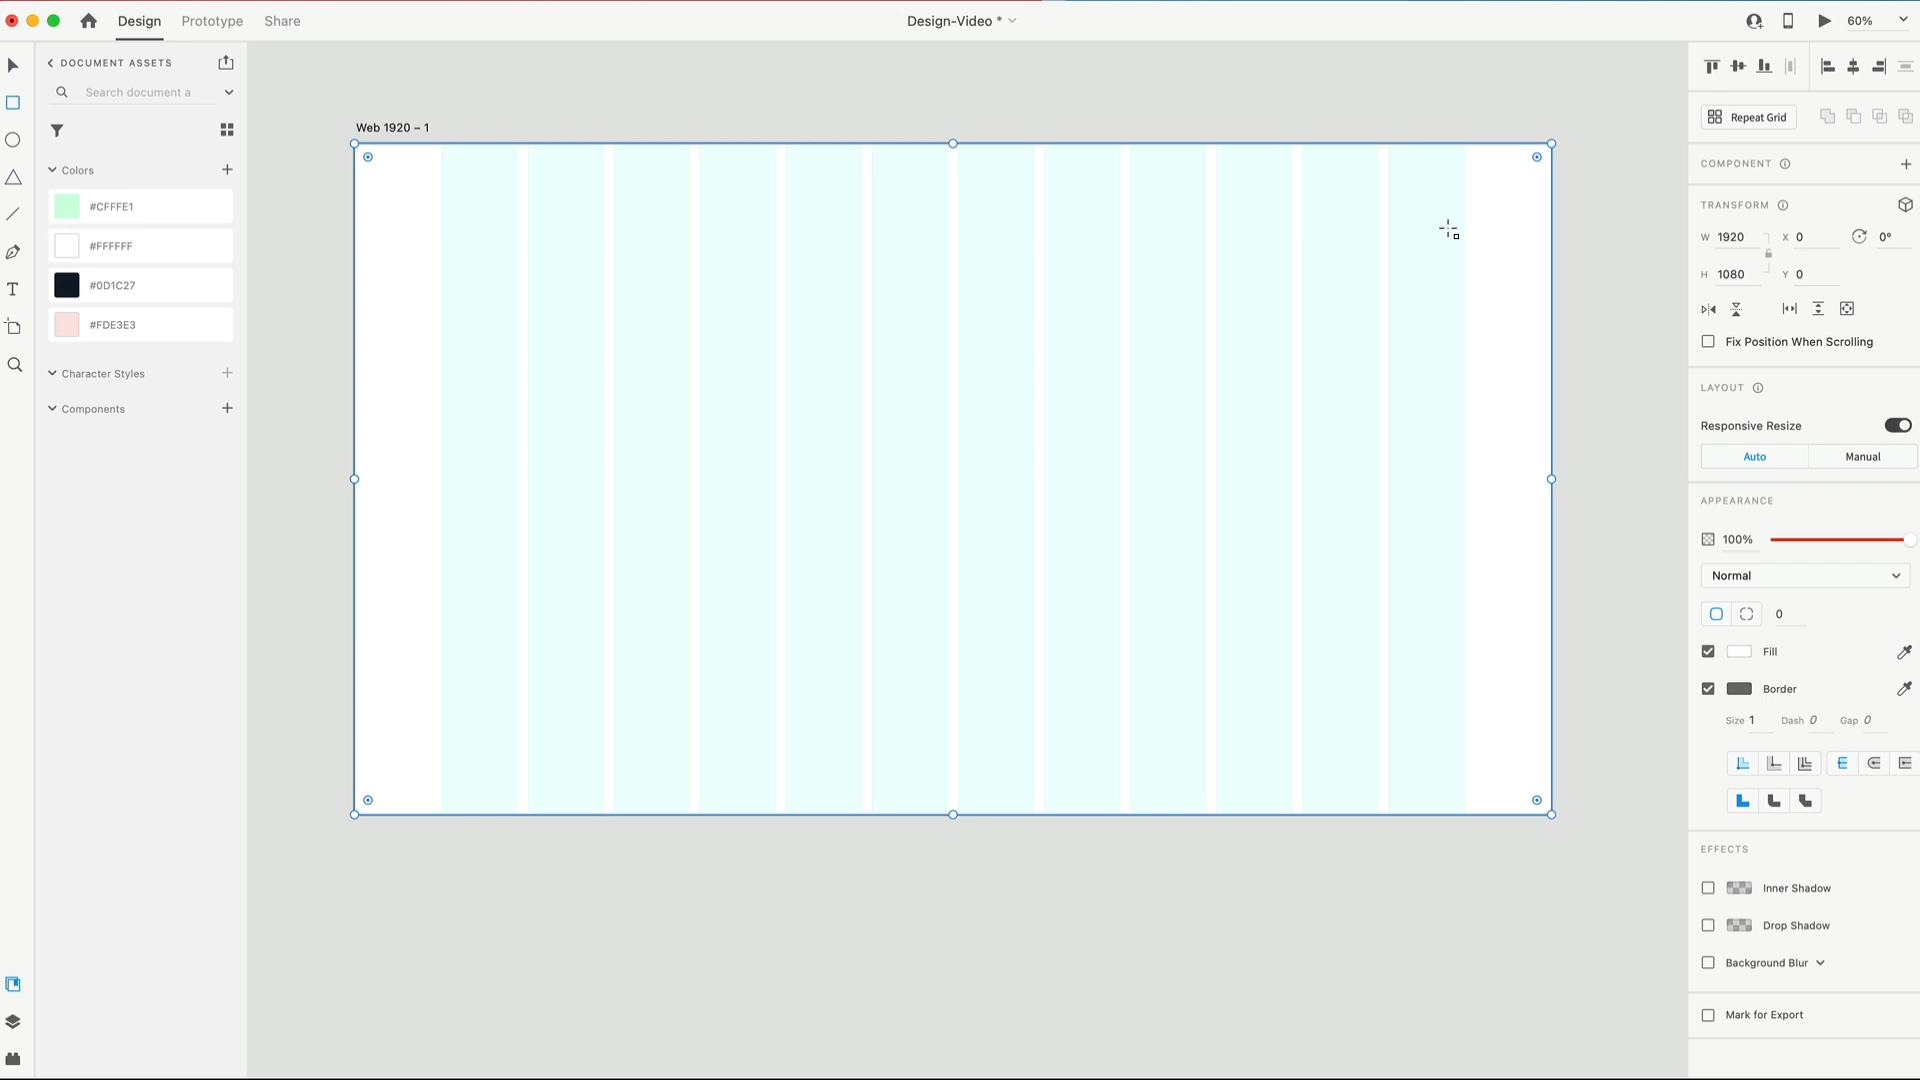 Design Prototype Share Design-Video * 60%
DOCUMENT ASSETS
Search document a
Colors
#CFFFE1
#FFFFFF
#0D1C27
#FDE3E3
Character Styles
Components
Web 1920 – 1
Repeat Grid
COMPONENT
TRANSFORM
W 1920 X 0 0°
H 1080 Y 0
Fix Position When Scrolling
LAYOUT
Responsive Resize
Auto Manual
APPEARANCE
100%
Normal
0
Fill
Border
Size 1 Dash 0 Gap 0
EFFECTS
Inner Shadow
Drop Shadow
Background Blur
Mark for Export